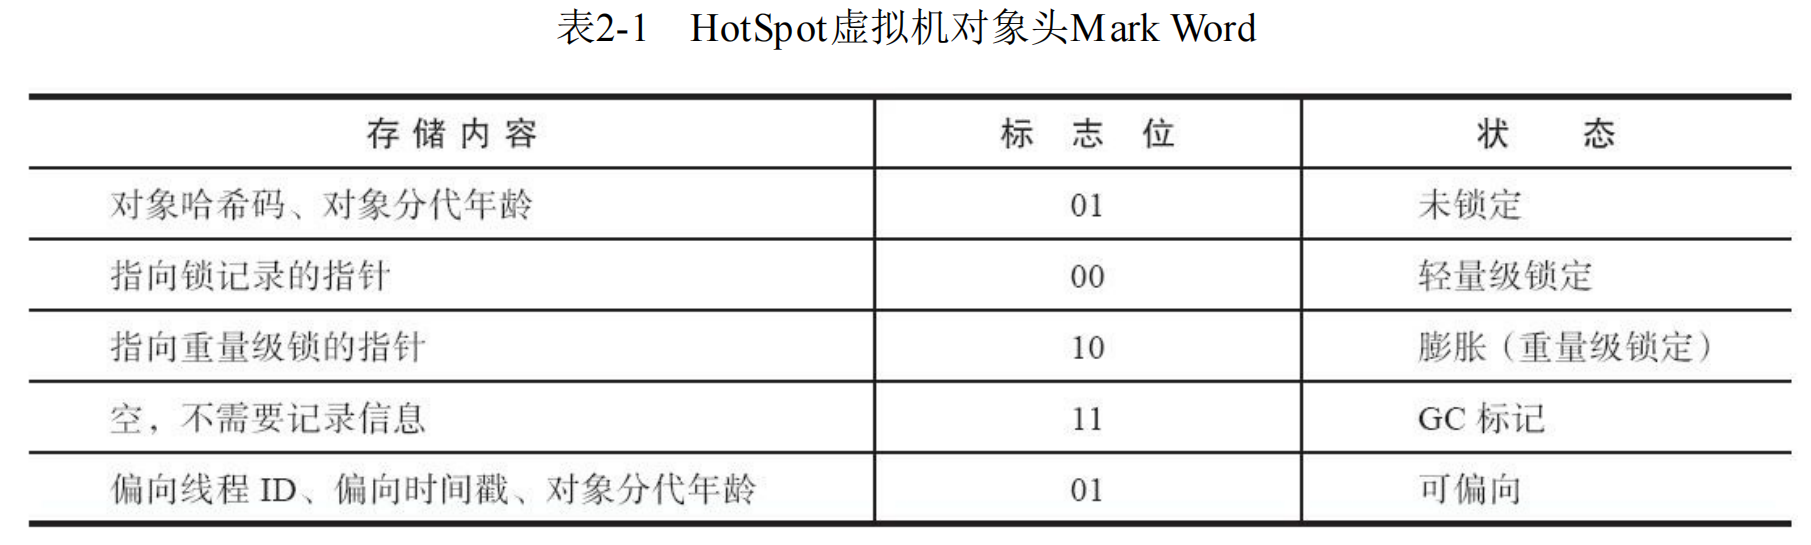 表2-1 HotSpot虚拟机对象头Mark Word
存储内容 标志位 状态
对象哈希码、对象分代年龄 01 未锁定
指向锁记录的指针 00 轻量级锁定
指向重量级锁的指针 10 膨胀（重量级锁定）
空，不需要记录信息 11 GC 标记
偏向线程 ID、偏向时间戳、对象分代年龄 01 可偏向